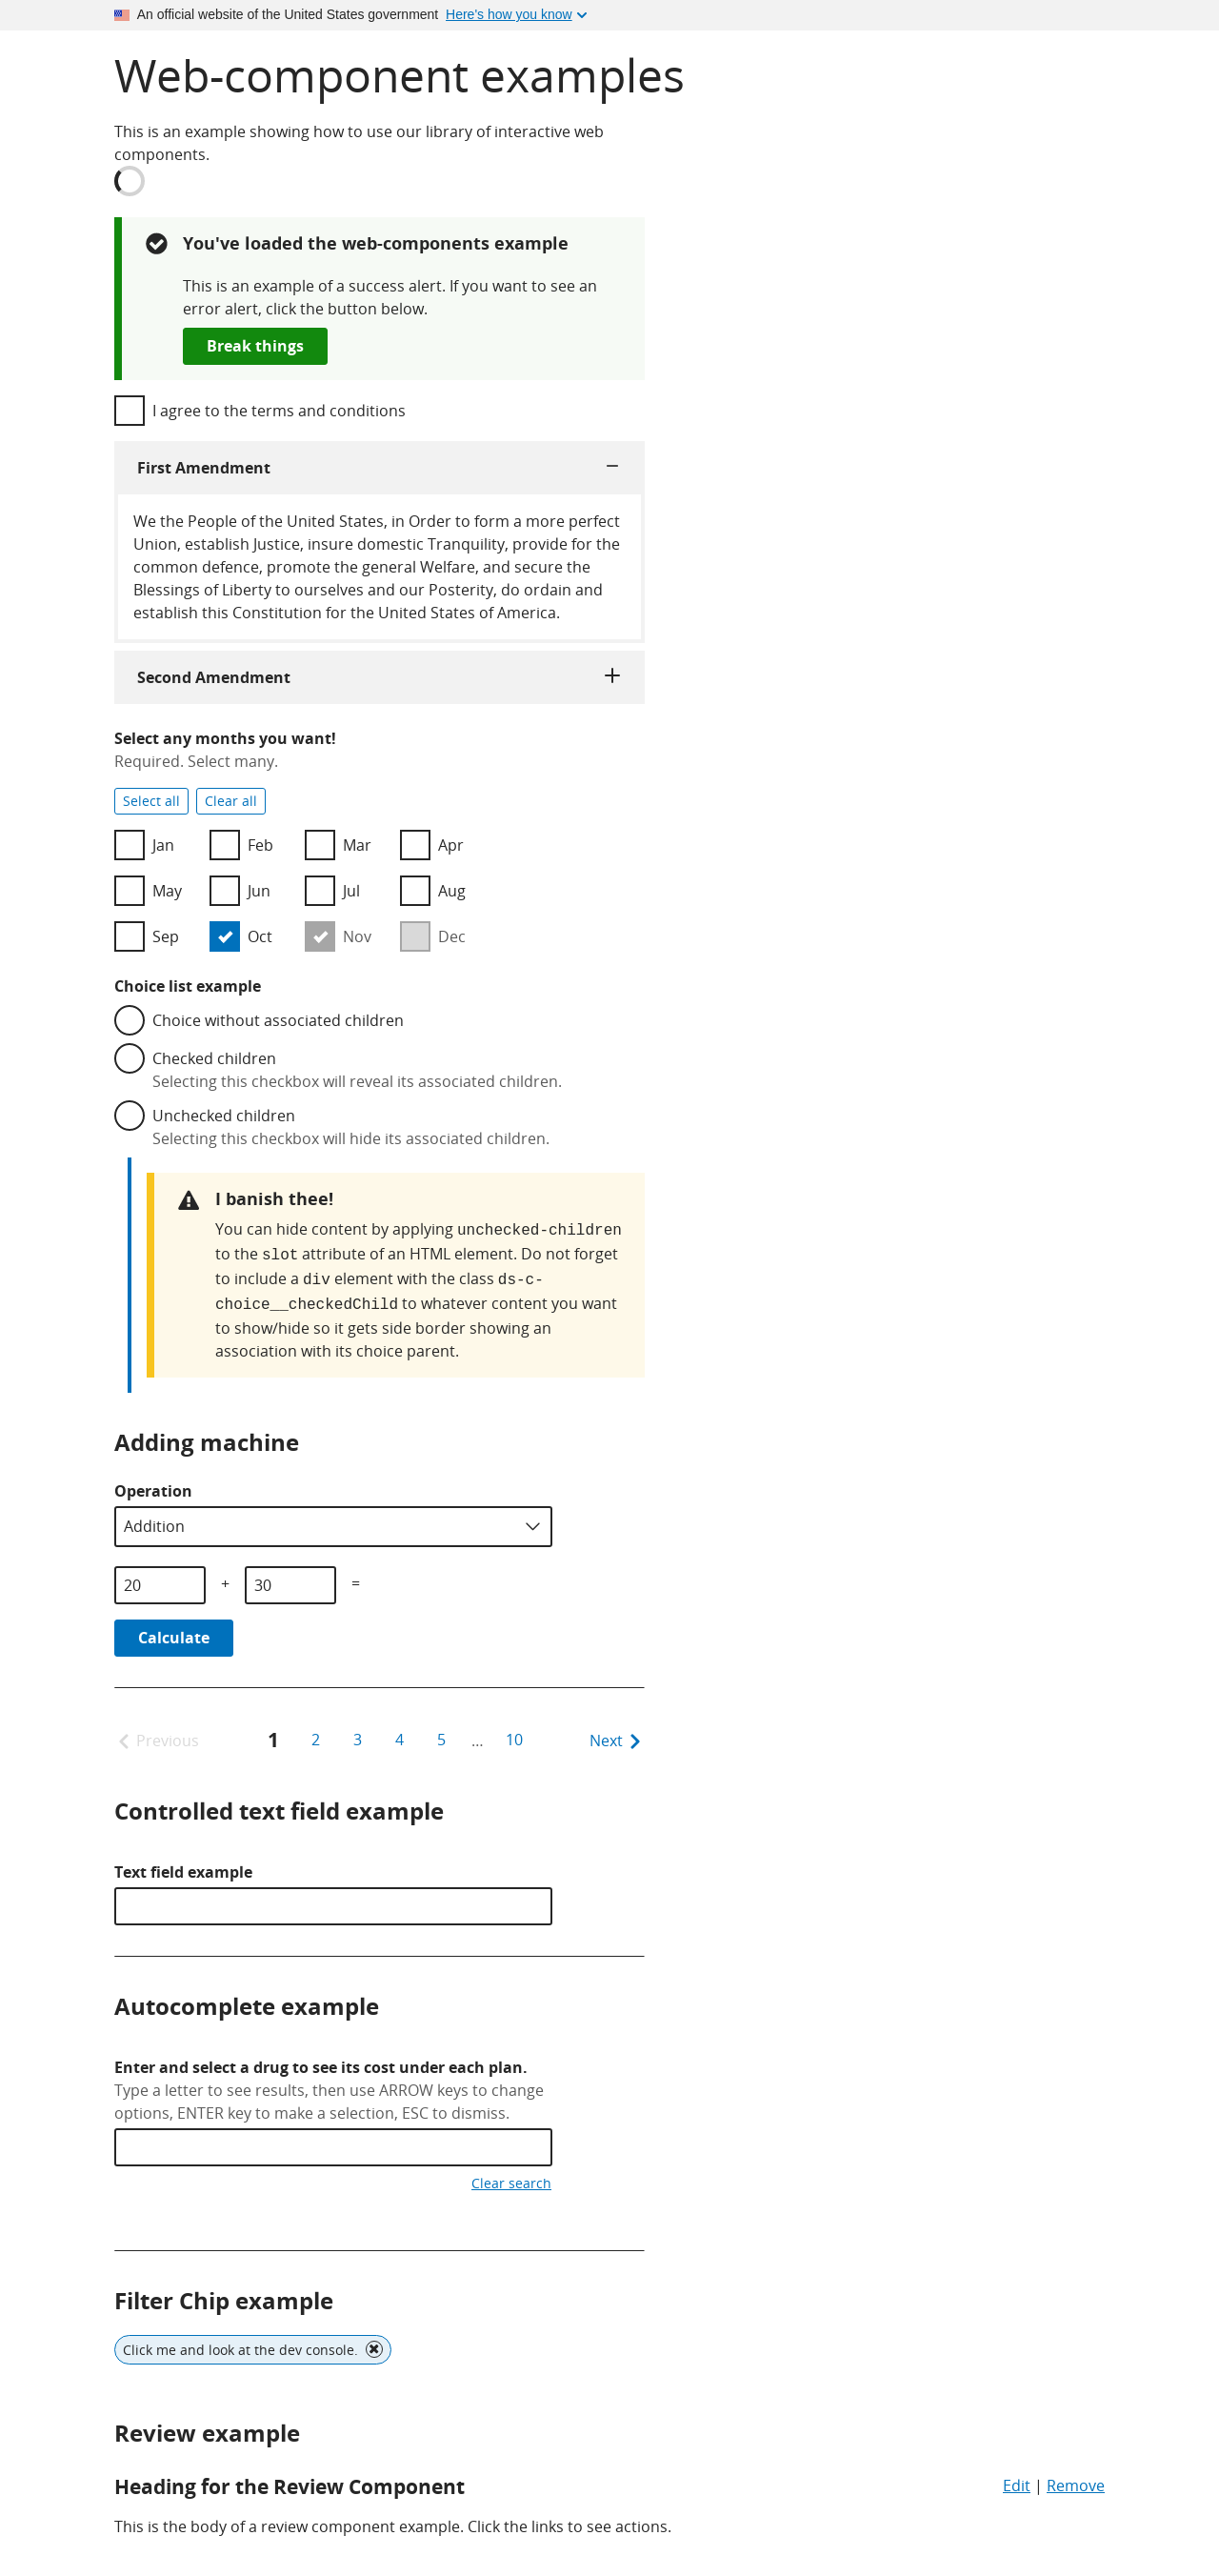 An official website of the United States government Here's how you know
Web-component examples
This is an example showing how to use our library of interactive web
components.
You've loaded the web-components example
This is an example of a success alert. If you want to see an
error alert, click the button below.
Break things
I agree to the terms and conditions
First Amendment
We the People of the United States, in Order to form a more perfect
Union, establish Justice, insure domestic Tranquility, provide for the
common defence, promote the general Welfare, and secure the
Blessings of Liberty to ourselves and our Posterity, do ordain and
establish this Constitution for the United States of America.
Second Amendment
Select any months you want!
Required. Select many.
Select all Clear all
Jan Feb Mar Apr
May Jun Jul Aug
Sep Oct Nov Dec
Choice list example
Choice without associated children
Checked children
Selecting this checkbox will reveal its associated children.
Unchecked children
Selecting this checkbox will hide its associated children.
I banish thee!
You can hide content by applying unchecked-children
to the slot attribute of an HTML element. Do not forget
to include a div element with the class ds-c-
choice__checkedChild to whatever content you want
to show/hide so it gets side border showing an
association with its choice parent.
Adding machine
Operation
Addition
20 + 30 =
Calculate
Previous 1 2 3 4 5 … 10 Next
Controlled text field example
Text field example
Autocomplete example
Enter and select a drug to see its cost under each plan.
Type a letter to see results, then use ARROW keys to change
options, ENTER key to make a selection, ESC to dismiss.
Clear search
Filter Chip example
Click me and look at the dev console.
Review example
Heading for the Review Component Edit | Remove
This is the body of a review component example. Click the links to see actions.